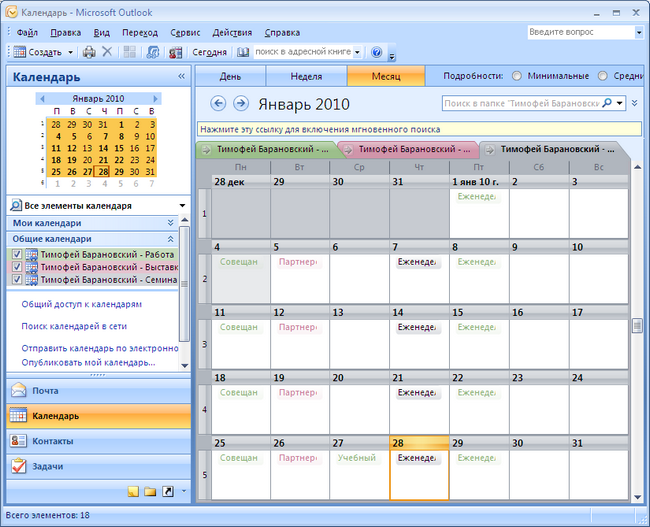 Календарь - Microsoft Outlook
Файл Правка Вид Переход Сервис Действия Справка
Введите вопрос
Создать Сегодня поиск в адресной книге
Календарь «
Январь 2010
П В С Ч П С В
28 29 30 31 1 2 3
1 4 5 6 7 8 9 10
2 11 12 13 14 15 16 17
3 18 19 20 21 22 23 24
4 25 26 27 28 29 30 31
5 1 2 3 4 5 6 7
Все элементы календаря
Мои календари
Общие календари
Тимофей Барановский - Работа
Тимофей Барановский - Выставк
Тимофей Барановский - Семина
Общий доступ к календарям
Поиск календарей в сети
Отправить календарь по электронно
Опубликовать мой календарь...
Почта
Календарь
Контакты
Задачи
День Неделя Месяц Подробности: Минимальные Средни
Январь 2010
Поиск в папке "Тимофей Барановски
Нажмите эту ссылку для включения мгновенного поиска
Тимофей Барановский - ... Тимофей Барановский - ... Тимофей Барановский - ...
Пн Вт Ср Чт Пт Сб Вс
28 дек 29 30 31 1 янв 10 г. 2 3
1 Еженеде
4 5 6 7 8 9 10
2 Совещан Партнер Еженеде Еженеде
11 12 13 14 15 16 17
3 Совещан Партнер Еженеде Еженеде
18 19 20 21 22 23 24
4 Совещан Партнер Еженеде Еженеде
25 26 27 28 29 30 31
5 Совещан Партнер Учебный Еженеде Еженеде
Всего элементов: 18